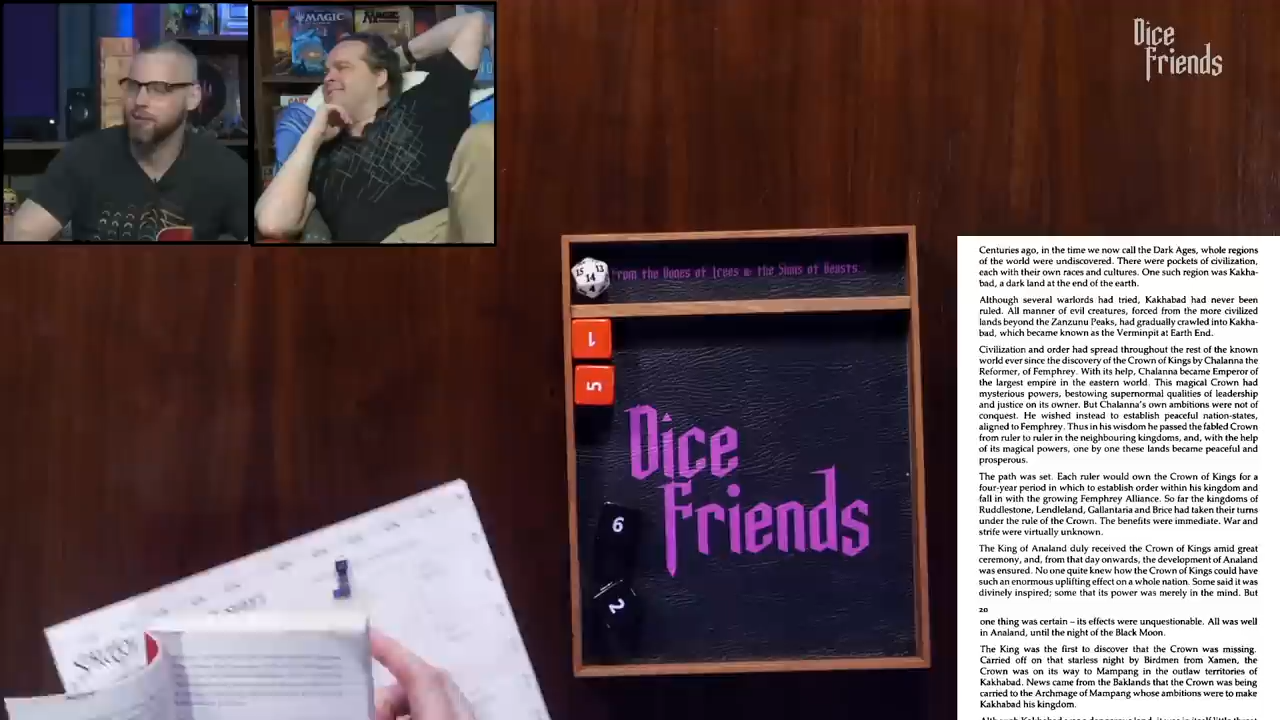 MAGIC
Dice
Friends
From the Bones of Trees & the Skins of Beasts
15
13
14
4
1
5
Dice
Friends
6
2
Centuries ago, in the time we now call the Dark Ages, whole regions
of the world were undiscovered. There were pockets of civilization,
each with their own races and cultures. One such region was Kakha-
bad, a dark land at the end of the earth.
Although several warlords had tried, Kakhabad had never been
ruled. All manner of evil creatures, forced from the more civilized
lands beyond the Zanzunu Peaks, had gradually crawled into Kakha-
bad, which became known as the Verminpit at Earth End.
Civilization and order had spread throughout the rest of the known
world ever since the discovery of the Crown of Kings by Chalanna the
Reformer, of Femphrey. With its help, Chalanna became Emperor of
the largest empire in the eastern world. This magical Crown had
mysterious powers, bestowing supernormal qualities of leadership
and justice on its owner. But Chalanna's own ambitions were not of
conquest. He wished instead to establish peaceful nation-states,
aligned to Femphrey. Thus in his wisdom he passed the fabled Crown
from ruler to ruler in the neighbouring kingdoms, and, with the help
of its magical powers, one by one these lands became peaceful and
prosperous.
The path was set. Each ruler would own the Crown of Kings for a
four-year period in which to establish order within his kingdom and
fall in with the growing Femphrey Alliance. So far the kingdoms of
Ruddlestone, Lendleland, Gallantaria and Brice had taken their turns
under the rule of the Crown. The benefits were immediate. War and
strife were virtually unknown.
The King of Analand duly received the Crown of Kings amid great
ceremony, and, from that day onwards, the development of Analand
was ensured. No one quite knew how the Crown of Kings could have
such an enormous uplifting effect on a whole nation. Some said it was
divinely inspired; some that its power was merely in the mind. But
20
one thing was certain – its effects were unquestionable. All was well
in Analand, until the night of the Black Moon.
The King was the first to discover that the Crown was missing.
Carried off on that starless night by Birdmen from Xamen, the
Crown was on its way to Mampang in the outlaw territories of
Kakhabad. News came from the Baklands that the Crown was being
carried to the Archmage of Mampang whose ambitions were to make
Kakhabad his kingdom.